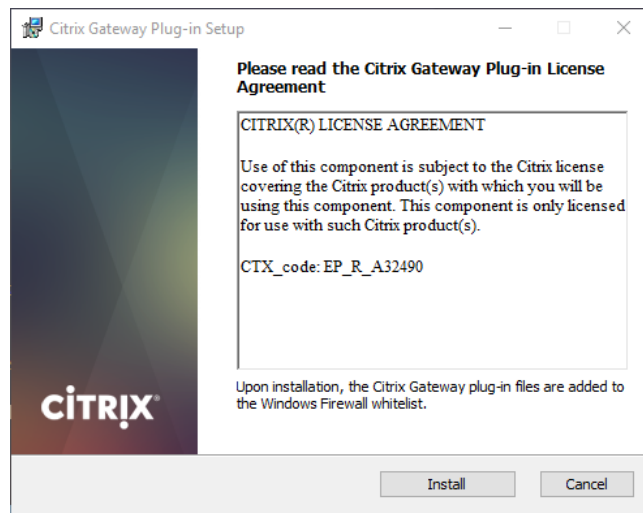 Citrix Gateway Plug-in Setup
Please read the Citrix Gateway Plug-in License
Agreement
CITRIX(R) LICENSE AGREEMENT
Use of this component is subject to the Citrix license
covering the Citrix product(s) with which you will be
using this component. This component is only licensed
for use with such Citrix product(s).
CTX_code: EP_R_A32490
Upon installation, the Citrix Gateway plug-in files are added to
the Windows Firewall whitelist.
CİTRỊX®
Install
Cancel